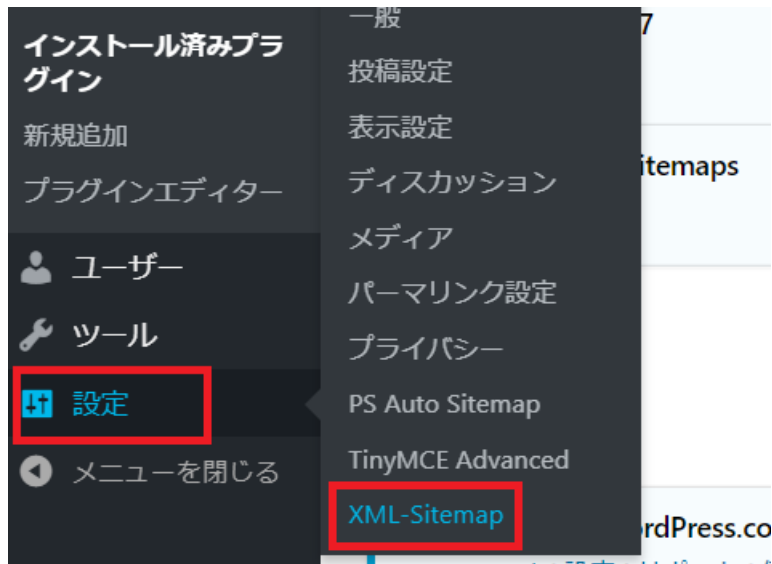 インストール済みプラ
グイン
新規追加
プラグインエディター
ユーザー
ツール
設定
メニューを閉じる
一般
投稿設定
表示設定
ディスカッション
メディア
パーマリンク設定
プライバシー
PS Auto Sitemap
TinyMCE Advanced
XML-Sitemap
7
itemaps
rdPress.co